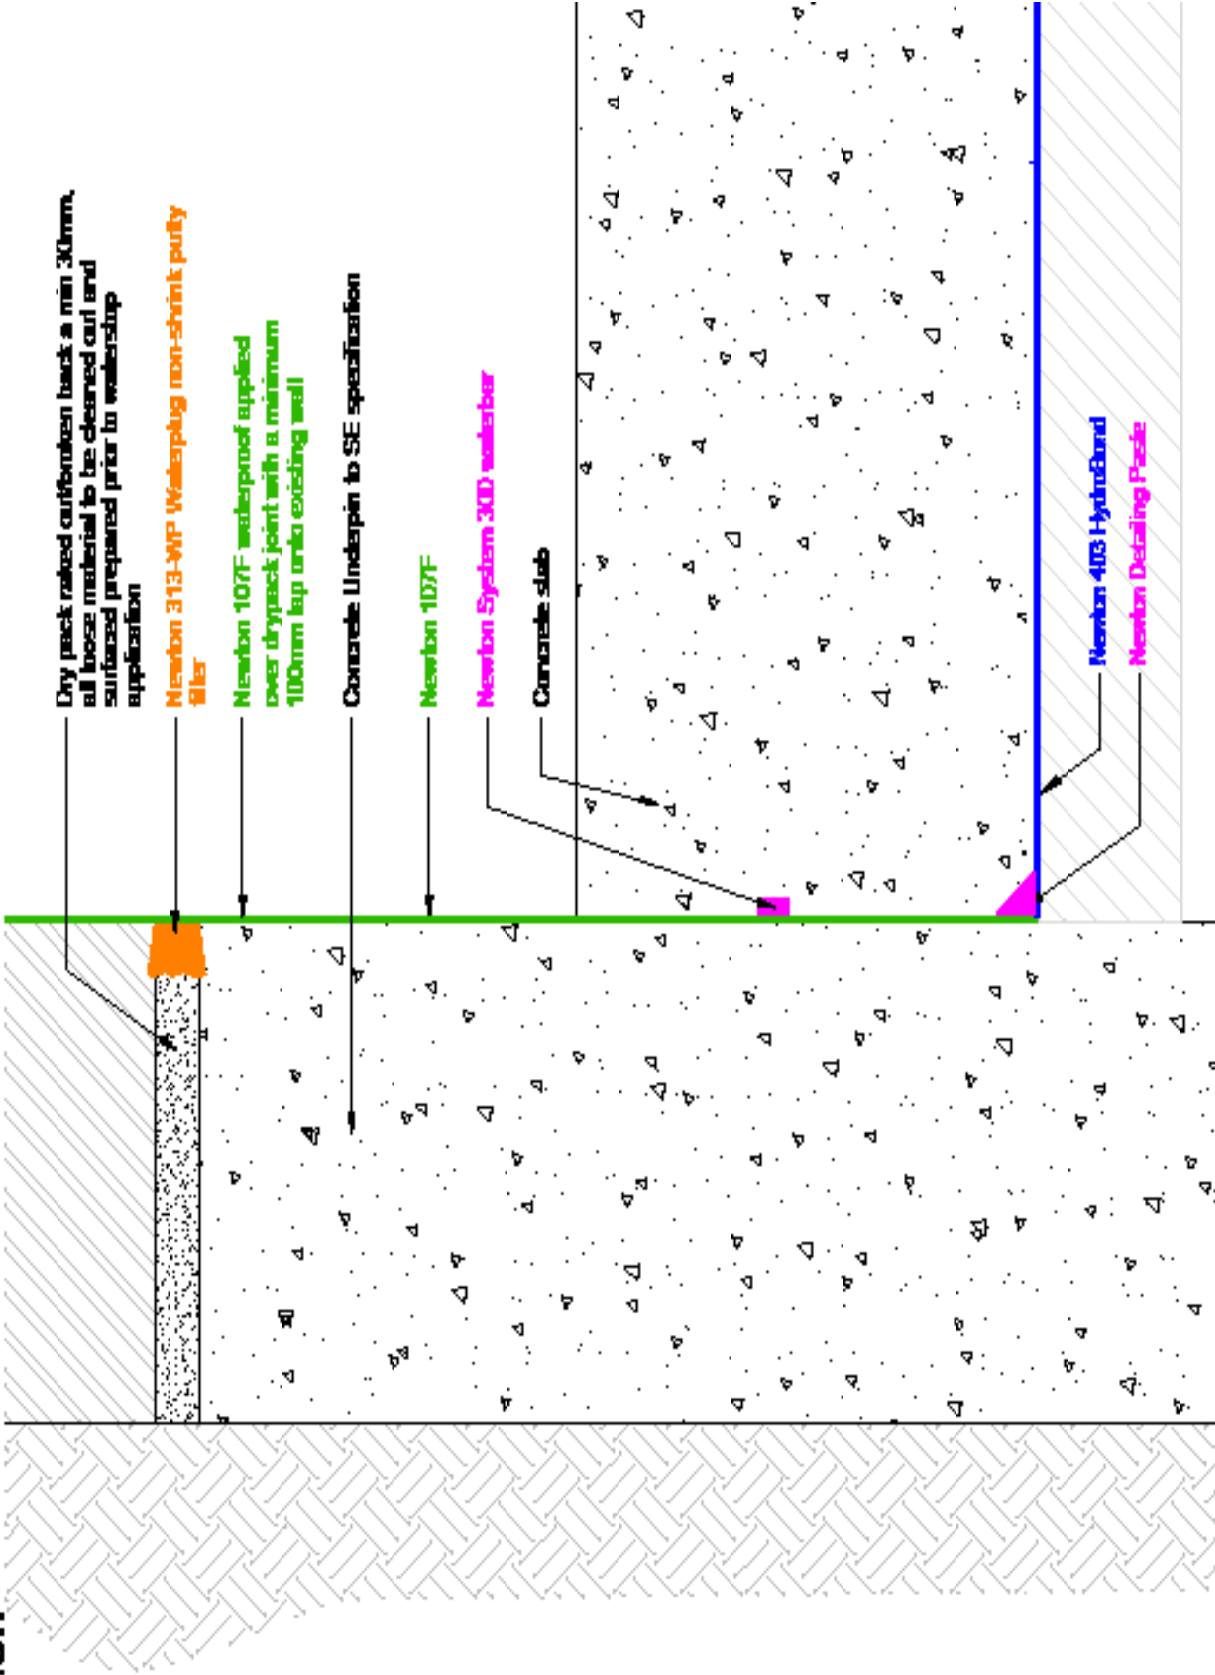 Dry pack raked out/broken back a min 30mm,
all loose material to be cleaned out and
surfaced prepared prior to waterstop
application
Newton 313-WP Waterplug non-shrink putty
filler
Newton 107F waterproof applied
over drypack joint with a minimum
100mm lap onto existing wall
Concrete Underpin to SE specification
Newton 107F
Newton System 300 waterbar
Concrete slab
Newton 403 HydroBond
Newton Detailing Paste